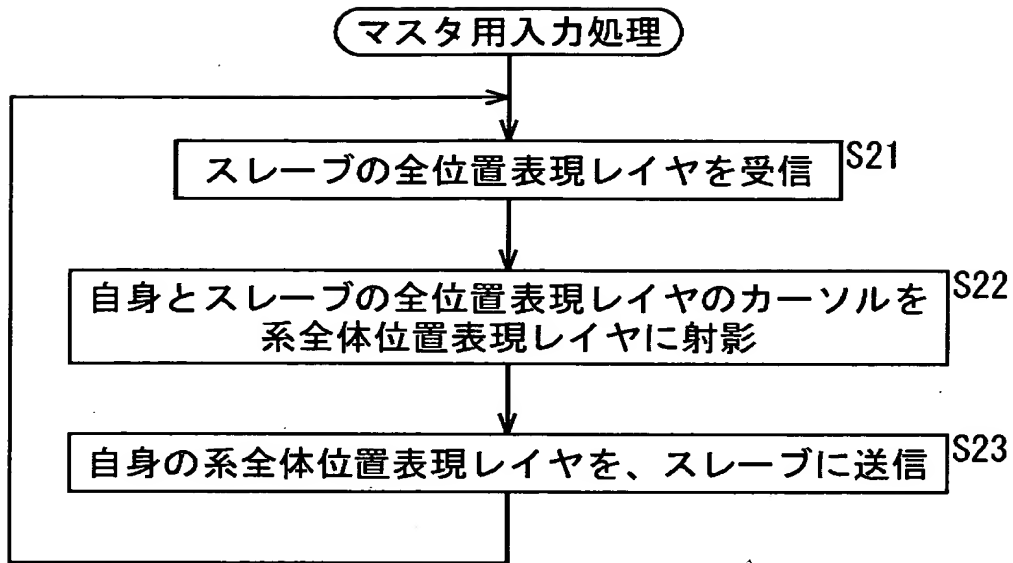 マスタ用入力処理
スレーブの全位置表現レイヤを受信
S21
自身とスレーブの全位置表現レイヤのカーソルを
系全体位置表現レイヤに射影
S22
自身の系全体位置表現レイヤを、スレーブに送信
S23